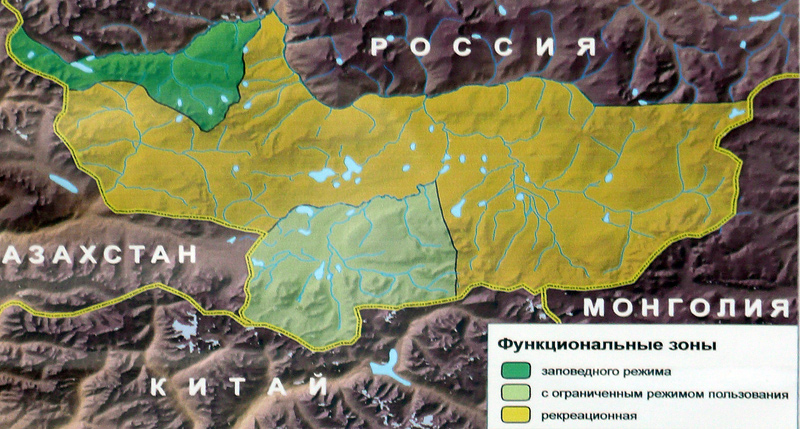 РОССИЯ
АЗАХСТАН
МОНГОЛИЯ
КИТАЙ
Функциональные зоны
заповедного режима
с ограниченным режимом пользования
рекреационная